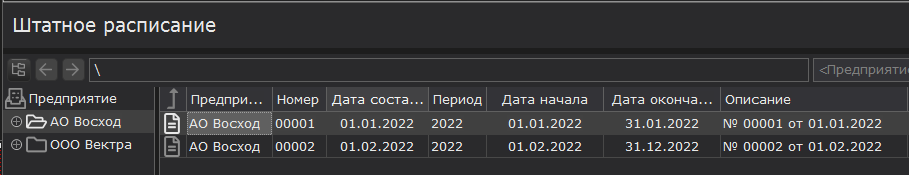 Штатное расписание
\ <Предприяти
Предприятие Предпри... Номер Дата соста... Период Дата начала Дата оконча... Описание
АО Восход АО Восход 00001 01.01.2022 2022 01.01.2022 31.01.2022 № 00001 от 01.01.2022
ООО Вектра АО Восход 00002 01.02.2022 2022 01.02.2022 31.12.2022 № 00002 от 01.02.2022